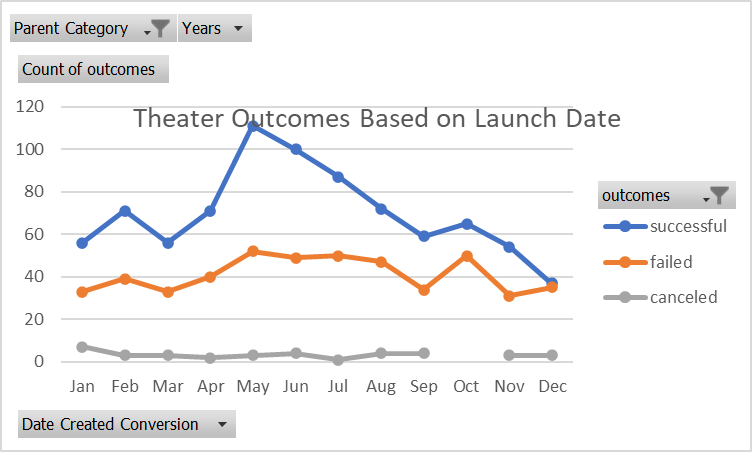 Parent Category Years
Count of outcomes
Theater Outcomes Based on Launch Date
120
100
80
60
40
20
0
Jan Feb Mar Apr May Jun Jul Aug Sep Oct Nov Dec
outcomes
successful
failed
canceled
Date Created Conversion